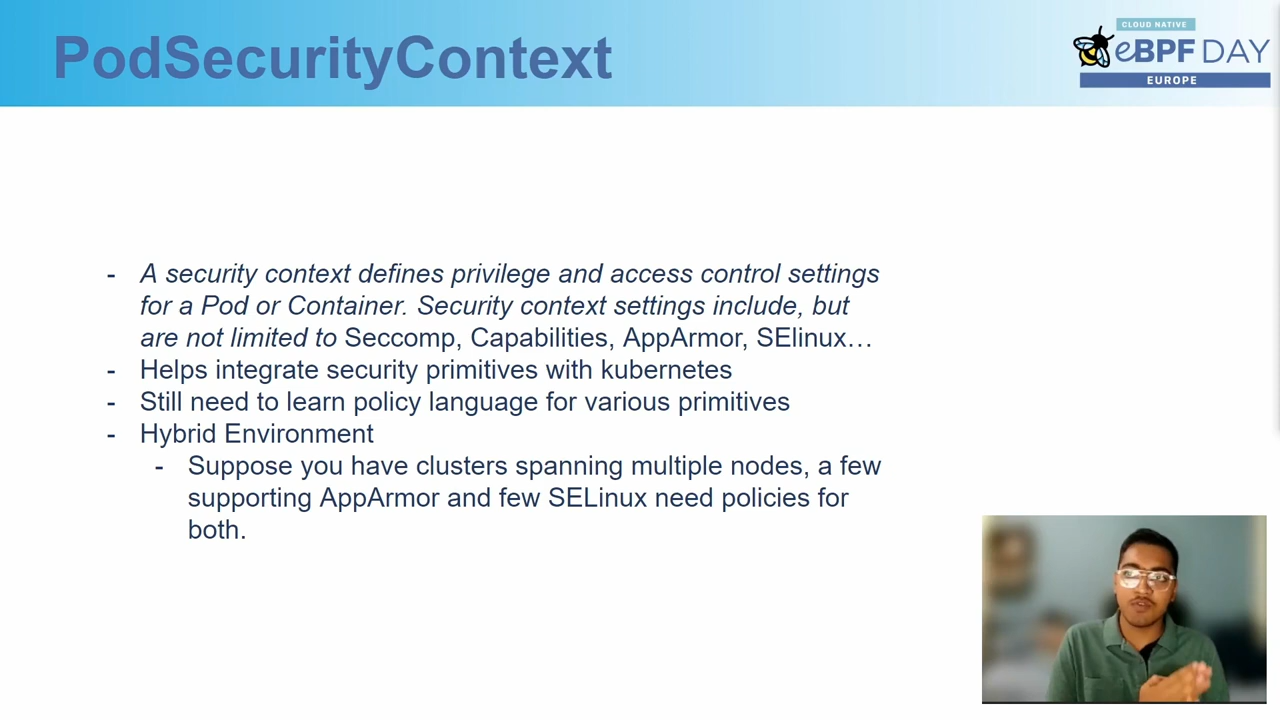 PodSecurityContext
CLOUD NATIVE
eBPF DAY
EUROPE
- A security context defines privilege and access control settings
for a Pod or Container. Security context settings include, but
are not limited to Seccomp, Capabilities, AppArmor, SElinux…
- Helps integrate security primitives with kubernetes
- Still need to learn policy language for various primitives
- Hybrid Environment
- Suppose you have clusters spanning multiple nodes, a few
supporting AppArmor and few SELinux need policies for
both.